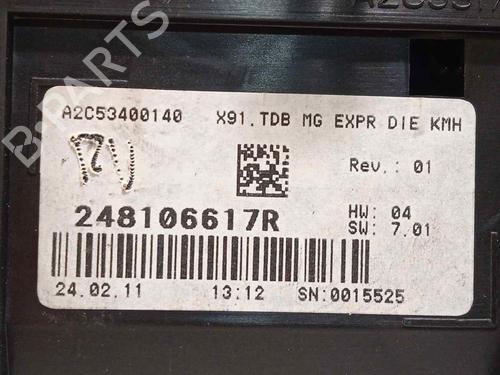 A2C53400140 X91.TDB MG EXPR DIE KMH
Rev.: 01
248106617R
HW: 04
SW: 7.01
24.02.11 13:12 SN:0015525
B-PARTS